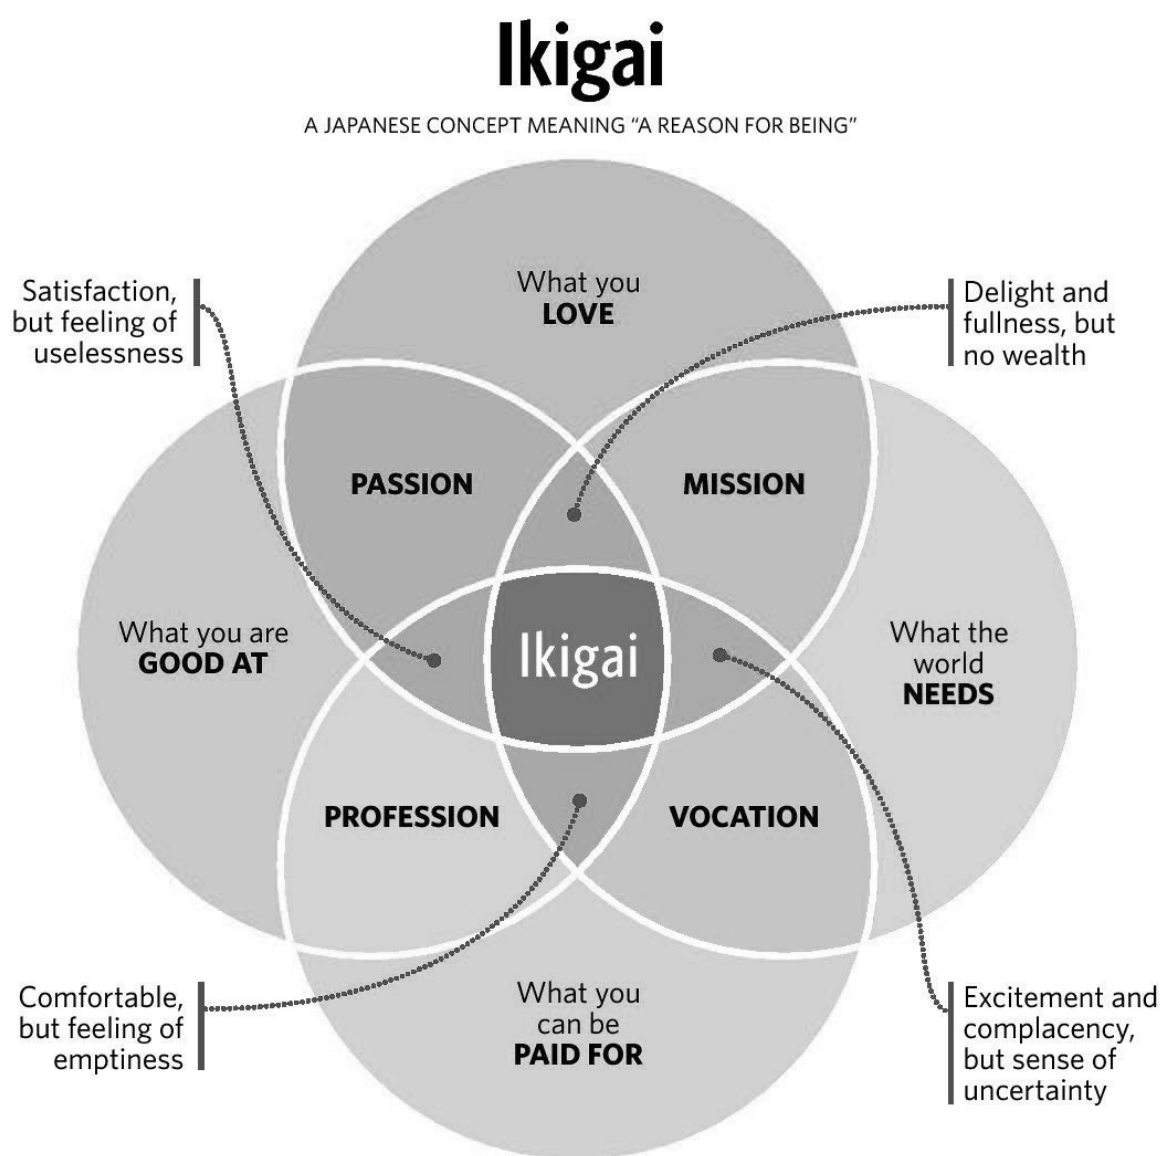 Ikigai
A JAPANESE CONCEPT MEANING “A REASON FOR BEING”
Satisfaction,
but feeling of
uselessness
What you
LOVE
Delight and
fullness, but
no wealth
PASSION
MISSION
What you are
GOOD AT
Ikigai
What the
world
NEEDS
PROFESSION
VOCATION
Comfortable,
but feeling of
emptiness
What you
can be
PAID FOR
Excitement and
complacency,
but sense of
uncertainty